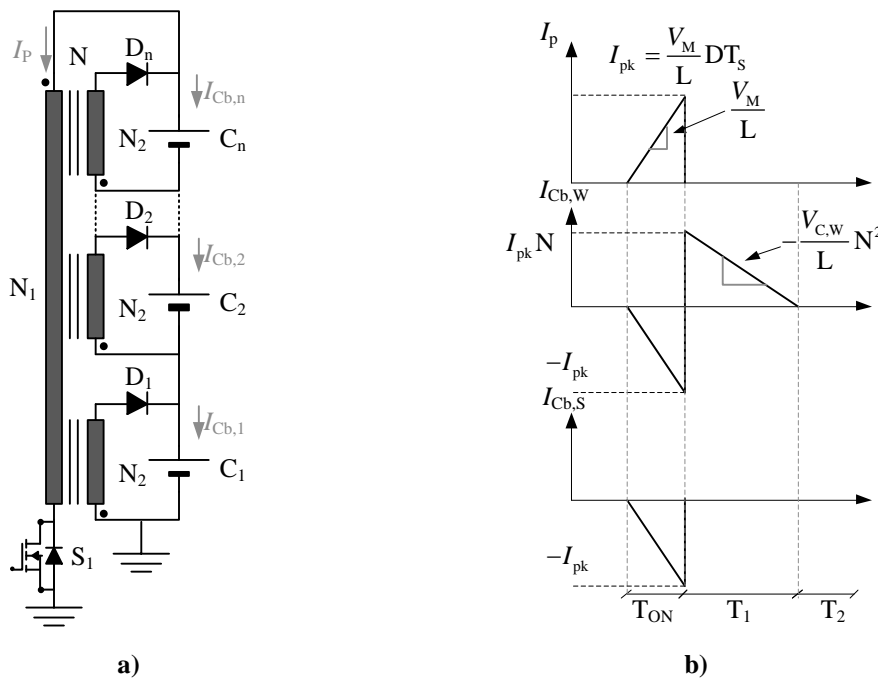 I_P
N
D_n
I_Cb,n
N_2
C_n
D_2
I_Cb,2
N_1
N_2
C_2
D_1
I_Cb,1
N_2
C_1
S_1
a)
I_p
I_pk = V_M/L DT_S
V_M/L
I_Cb,W
I_pk N
-V_C,W/L N^2
−I_pk
I_Cb,S
−I_pk
T_ON
T_1
T_2
b)